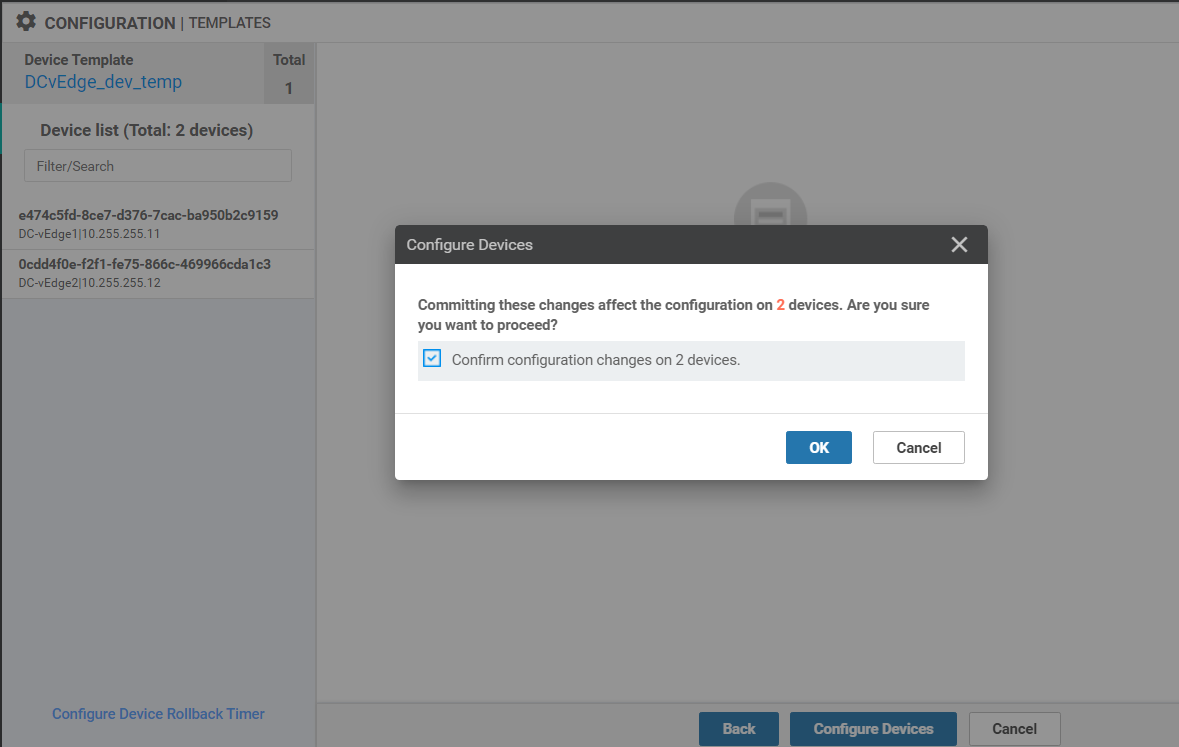 CONFIGURATION | TEMPLATES
Device Template
DCvEdge_dev_temp
Total
1
Device list (Total: 2 devices)
Filter/Search
e474c5fd-8ce7-d376-7cac-ba950b2c9159
DC-vEdge1|10.255.255.11
0cdd4f0e-f2f1-fe75-866c-469966cda1c3
DC-vEdge2|10.255.255.12
Configure Devices
Committing these changes affect the configuration on 2 devices. Are you sure
you want to proceed?
Confirm configuration changes on 2 devices.
OK
Cancel
Configure Device Rollback Timer
Back
Configure Devices
Cancel